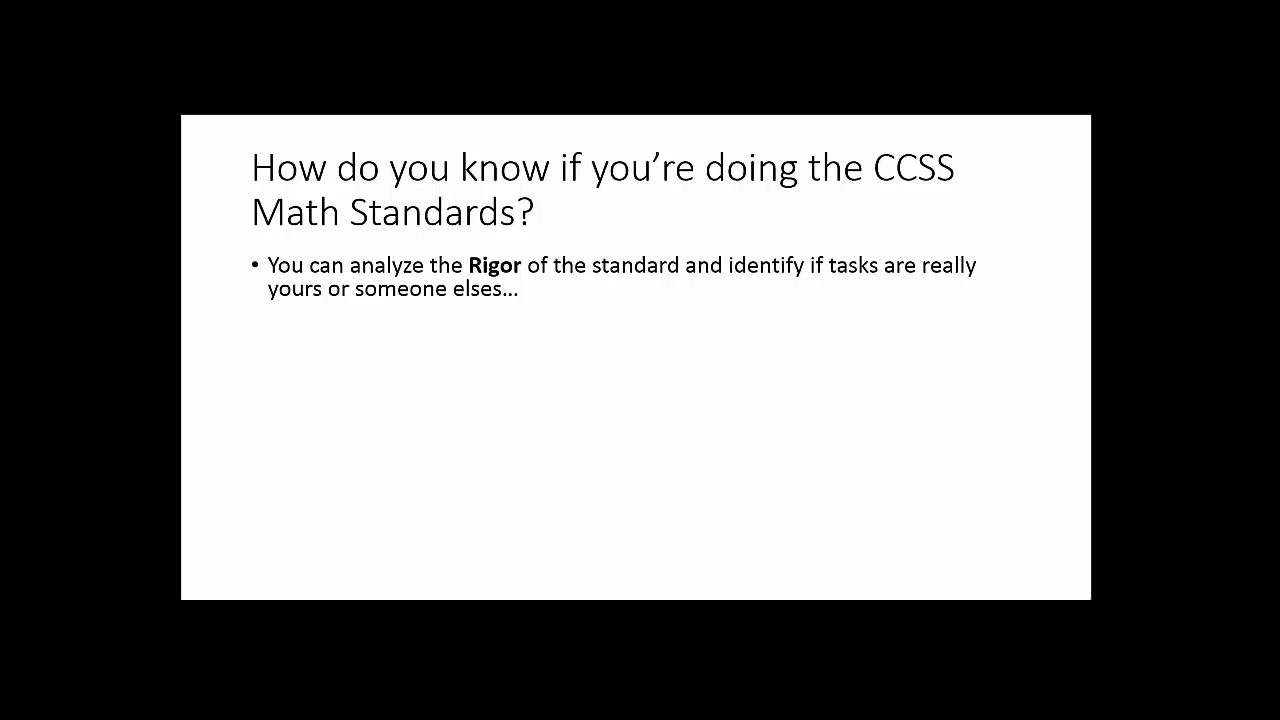 How do you know if you’re doing the CCSS
Math Standards?
• You can analyze the Rigor of the standard and identify if tasks are really
yours or someone elses…